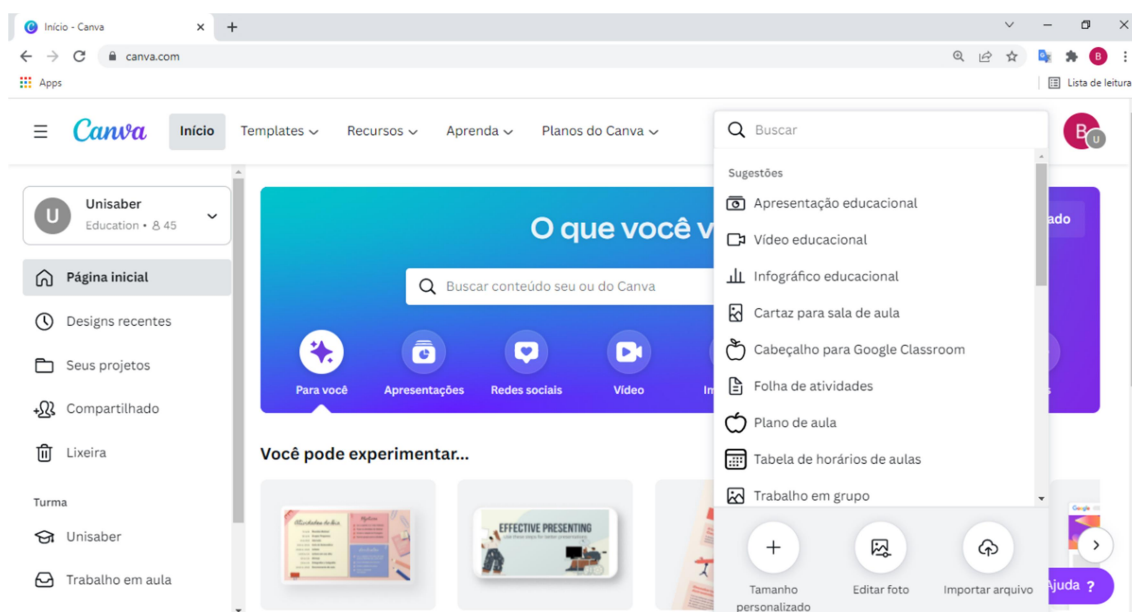 Início - Canva
canva.com
Apps
Lista de leitura
Canva
Início
Templates
Recursos
Aprenda
Planos do Canva
Buscar
B
U
U
Unisaber
Education • 45
Página inicial
Designs recentes
Seus projetos
Compartilhado
Lixeira
Turma
Unisaber
Trabalho em aula
O que você v
ado
Buscar conteúdo seu ou do Canva
Para você
Apresentações
Redes sociais
Vídeo
Você pode experimentar...
EFFECTIVE PRESENTING
Sugestões
Apresentação educacional
Vídeo educacional
Infográfico educacional
Cartaz para sala de aula
Cabeçalho para Google Classroom
Folha de atividades
Plano de aula
Tabela de horários de aulas
Trabalho em grupo
Tamanho
personalizado
Editar foto
Importar arquivo
Ajuda ?